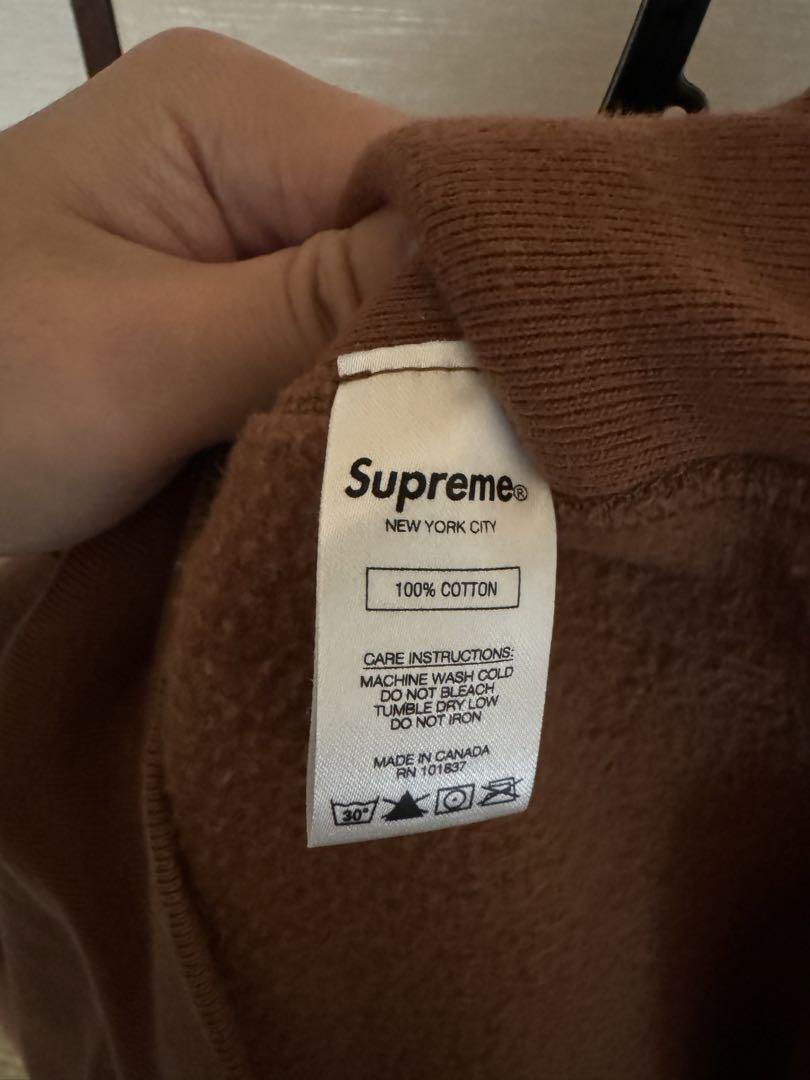 Supreme®
NEW YORK CITY
100% COTTON
CARE INSTRUCTIONS:
MACHINE WASH COLD
DO NOT BLEACH
TUMBLE DRY LOW
DO NOT IRON
MADE IN CANADA
RN 101837
30°